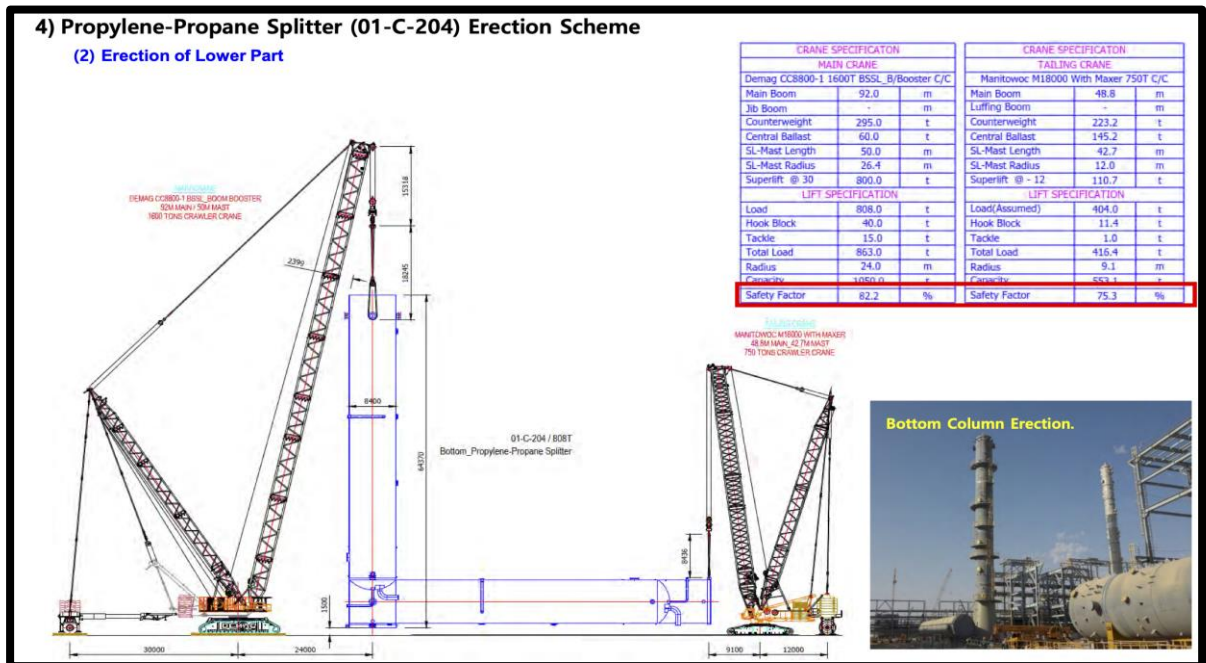 4) Propylene-Propane Splitter (01-C-204) Erection Scheme
(2) Erection of Lower Part
CRANE SPECIFICATON
MAIN CRANE
Demag CC8800-1 1600T BSSL_B/Booster C/C
Main Boom 92.0 m
Jib Boom - m
Counterweight 295.0 t
Central Ballast 60.0 t
SL-Mast Length 50.0 m
SL-Mast Radius 26.4 m
Superlift @ 30 800.0 t
LIFT SPECIFICATION
Load 808.0 t
Hook Block 40.0 t
Tackle 15.0 t
Total Load 863.0 t
Radius 24.0 m
Capacity 1050.0 t
Safety Factor 82.2 %
CRANE SPECIFICATON
TAILING CRANE
Manitowoc M18000 With Maxer 750T C/C
Main Boom 48.8 m
Luffing Boom - m
Counterweight 223.2 t
Central Ballast 145.2 t
SL-Mast Length 42.7 m
SL-Mast Radius 12.0 m
Superlift @ - 12 110.7 t
LIFT SPECIFICATION
Load(Assumed) 404.0 t
Hook Block 11.4 t
Tackle 1.0 t
Total Load 416.4 t
Radius 9.1 m
Capacity 553.1 t
Safety Factor 75.3 %
DEMAG CC8800-1 BSSL_BOOM BOOSTER
92M MAIN / 50M MAST
1600 TONS CRAWLER CRANE
15318
2390
18245
MANITOWOC M18000 WITH MAXER
48.8M MAIN_42.7M MAST
750 TONS CRAWLER CRANE
8400
01-C-204 / 808T
Bottom_Propylene-Propane Splitter
64370
8436
1500
30000
24000
9100
12000
Bottom Column Erection.